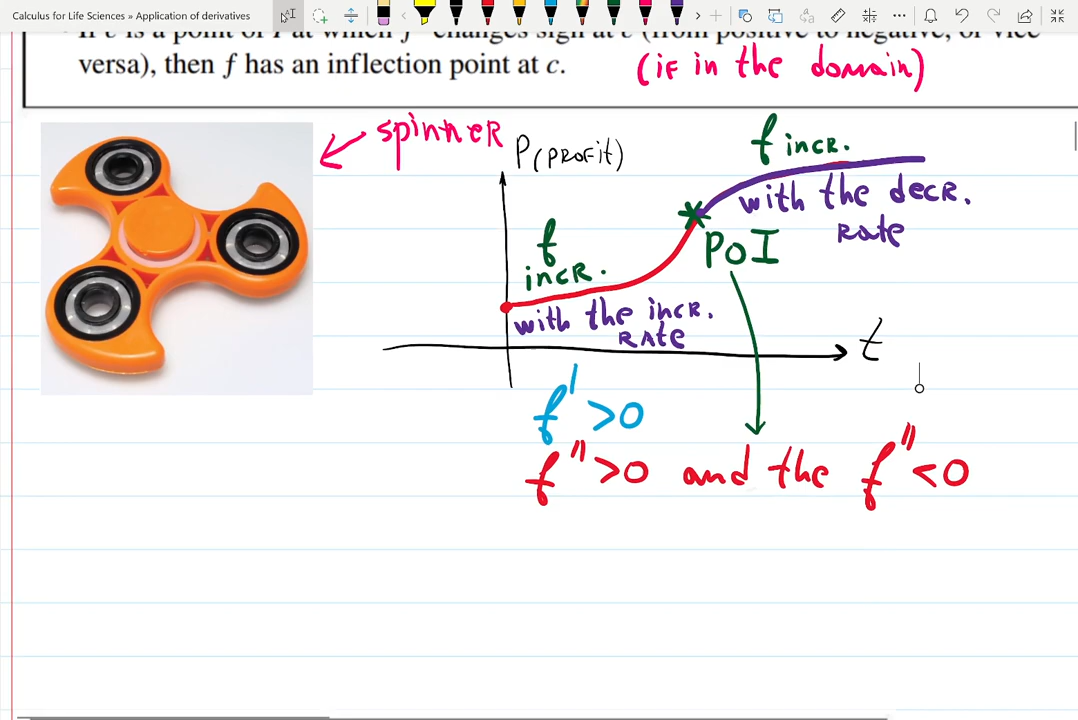 Calculus for Life Sciences » Application of derivatives
versa), then f has an inflection point at c.
(if in the domain)
spinner
P(profit)
f incr.
with the decr.
Rate
PoI
f
incr.
with the incr.
Rate
t
f' >0
f'' >0 and the f'' <0